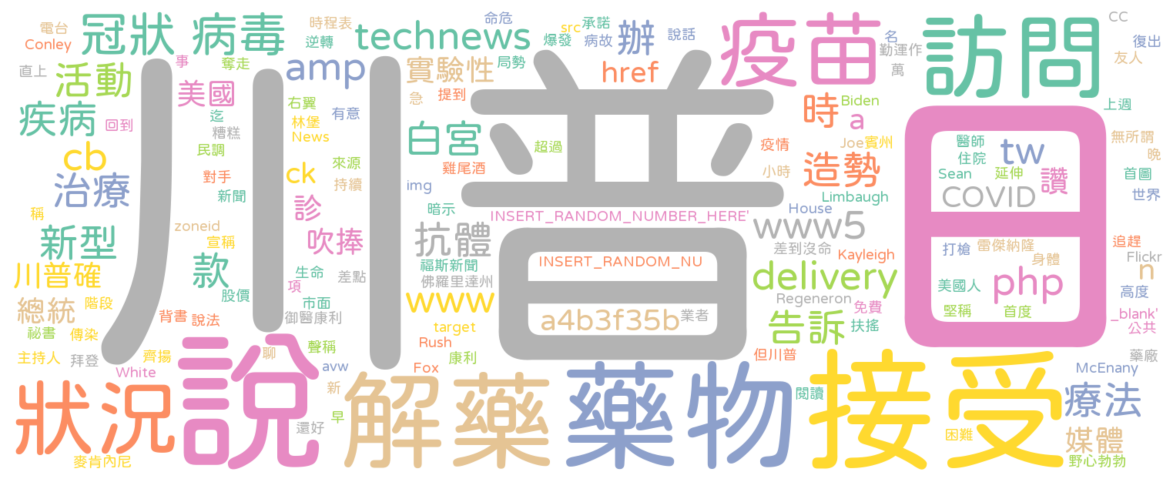 川普
日
說
接受
訪問
藥物
解藥
疫苗
狀況
冠狀 病毒
technews
辦
amp
實驗性
href
活動
美國
疾病
cb
治療
新型
川普確
總統
款
診
吹捧
ck
白宮
抗體
www
造勢
時
a
www5
delivery
告訴
a4b3f35b
php
COVID
tw
讚
n
療法
媒體
電台
Conley
直上
時程表
逆轉
命危
src
承諾
病故
爆發
局勢
說話
名
勤運作
萬
CC
復出
友人
上週
無所謂
晚
首圖
世界
追趕
Flickr
高度
_blank'
公共
藥廠
McEnany
野心勃勃
困難
閱讀
但川普
扶搖
免費
Regeneron
Kayleigh
差到沒命
House
Limbaugh
小時
疫情
Biden
Joe
賓州
醫師
住院
Sean
延伸
打槍
雷傑納隆
身體
美國人
堅稱
首度
業者
INSERT_RANDOM_NUMBER_HERE'
INSERT_RANDOM_NU
超過
雞尾酒
img
暗示
福斯新聞
佛羅里達州
target
Rush
康利
Fox
急
提到
有意
右翼
林堡
News
來源
持續
事
奪走
回到
迄
糟糕
民調
對手
新聞
稱
zoneid
宣稱
生命
差點
項
市面
股價
御醫康利
階段
背書
說法
祕書
傳染
主持人
拜登
齊揚
White
聊
聲稱
avw
新
早
還好
麥肯內尼